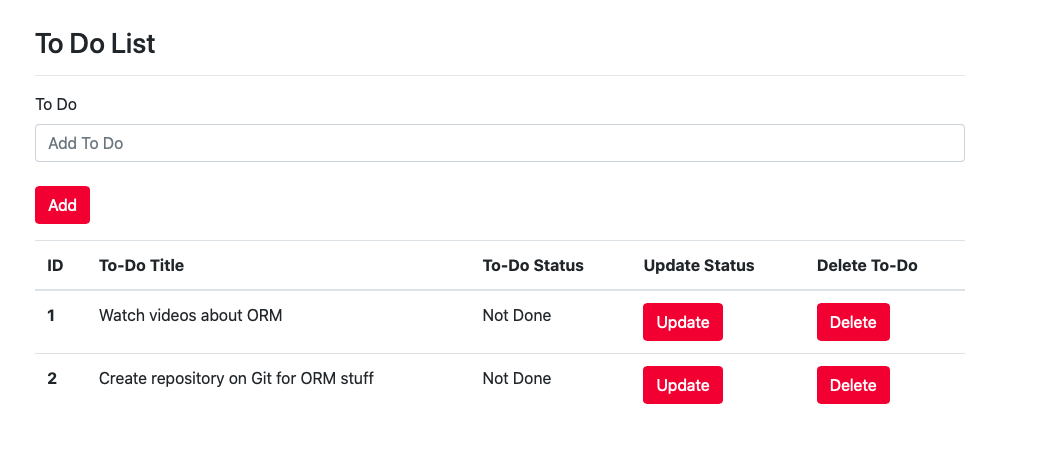 To Do List
To Do
Add To Do
Add
ID To-Do Title To-Do Status Update Status Delete To-Do
1 Watch videos about ORM Not Done Update Delete
2 Create repository on Git for ORM stuff Not Done Update Delete